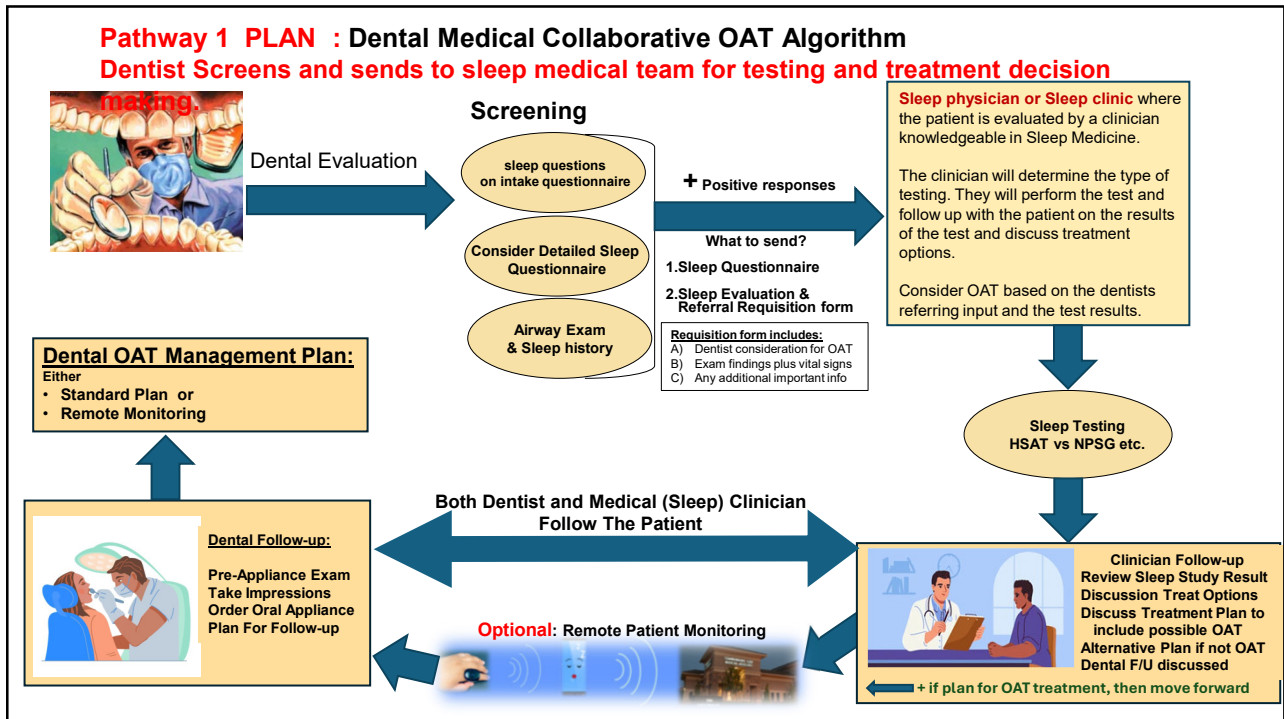 Pathway 1 PLAN : Dental Medical Collaborative OAT Algorithm
Dentist Screens and sends to sleep medical team for testing and treatment decision
making.
Dental Evaluation
Screening
sleep questions
on intake questionnaire
Consider Detailed Sleep
Questionnaire
Airway Exam
& Sleep history
+ Positive responses
What to send?
1.Sleep Questionnaire
2.Sleep Evaluation &
Referral Requisition form
Requisition form includes:
A) Dentist consideration for OAT
B) Exam findings plus vital signs
C) Any additional important info
Sleep physician or Sleep clinic where
the patient is evaluated by a clinician
knowledgeable in Sleep Medicine.
The clinician will determine the type of
testing. They will perform the test and
follow up with the patient on the results
of the test and discuss treatment
options.
Consider OAT based on the dentists
referring input and the test results.
Sleep Testing
HSAT vs NPSG etc.
Clinician Follow-up
Review Sleep Study Result
Discussion Treat Options
Discuss Treatment Plan to
include possible OAT
Alternative Plan if not OAT
Dental F/U discussed
+ if plan for OAT treatment, then move forward
Both Dentist and Medical (Sleep) Clinician
Follow The Patient
Optional: Remote Patient Monitoring
Dental Follow-up:
Pre-Appliance Exam
Take Impressions
Order Oral Appliance
Plan For Follow-up
Dental OAT Management Plan:
Either
• Standard Plan or
• Remote Monitoring